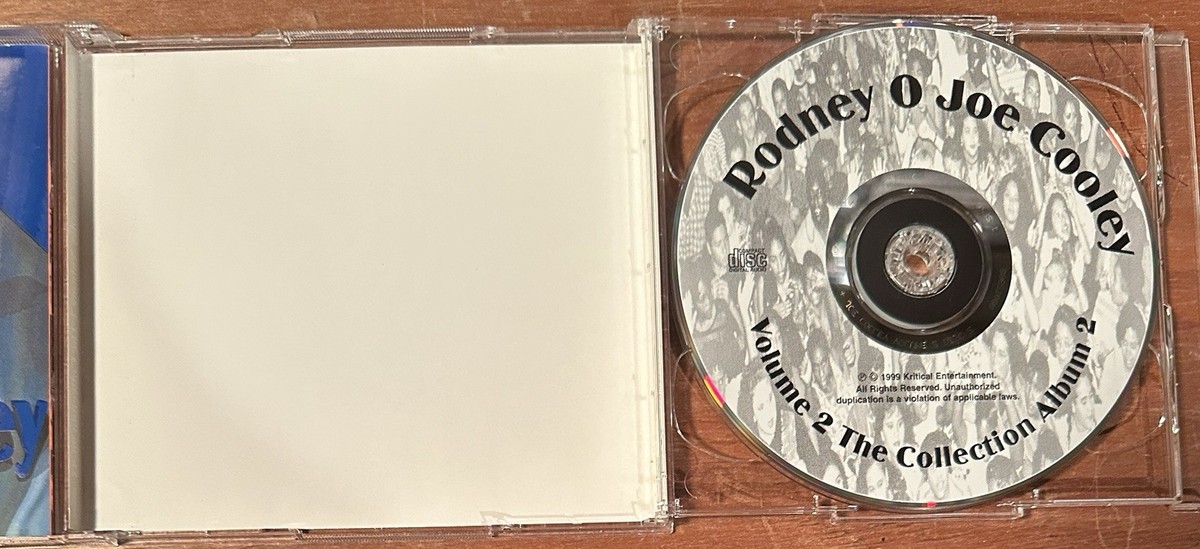 ey
Rodney O Joe Cooley
COMPACT
disc
DIGITAL AUDIO
℗ © 1999 Kritical Entertainment.
All Rights Reserved. Unauthorized
duplication is a violation of applicable laws.
Volume 2 The Collection Album 2